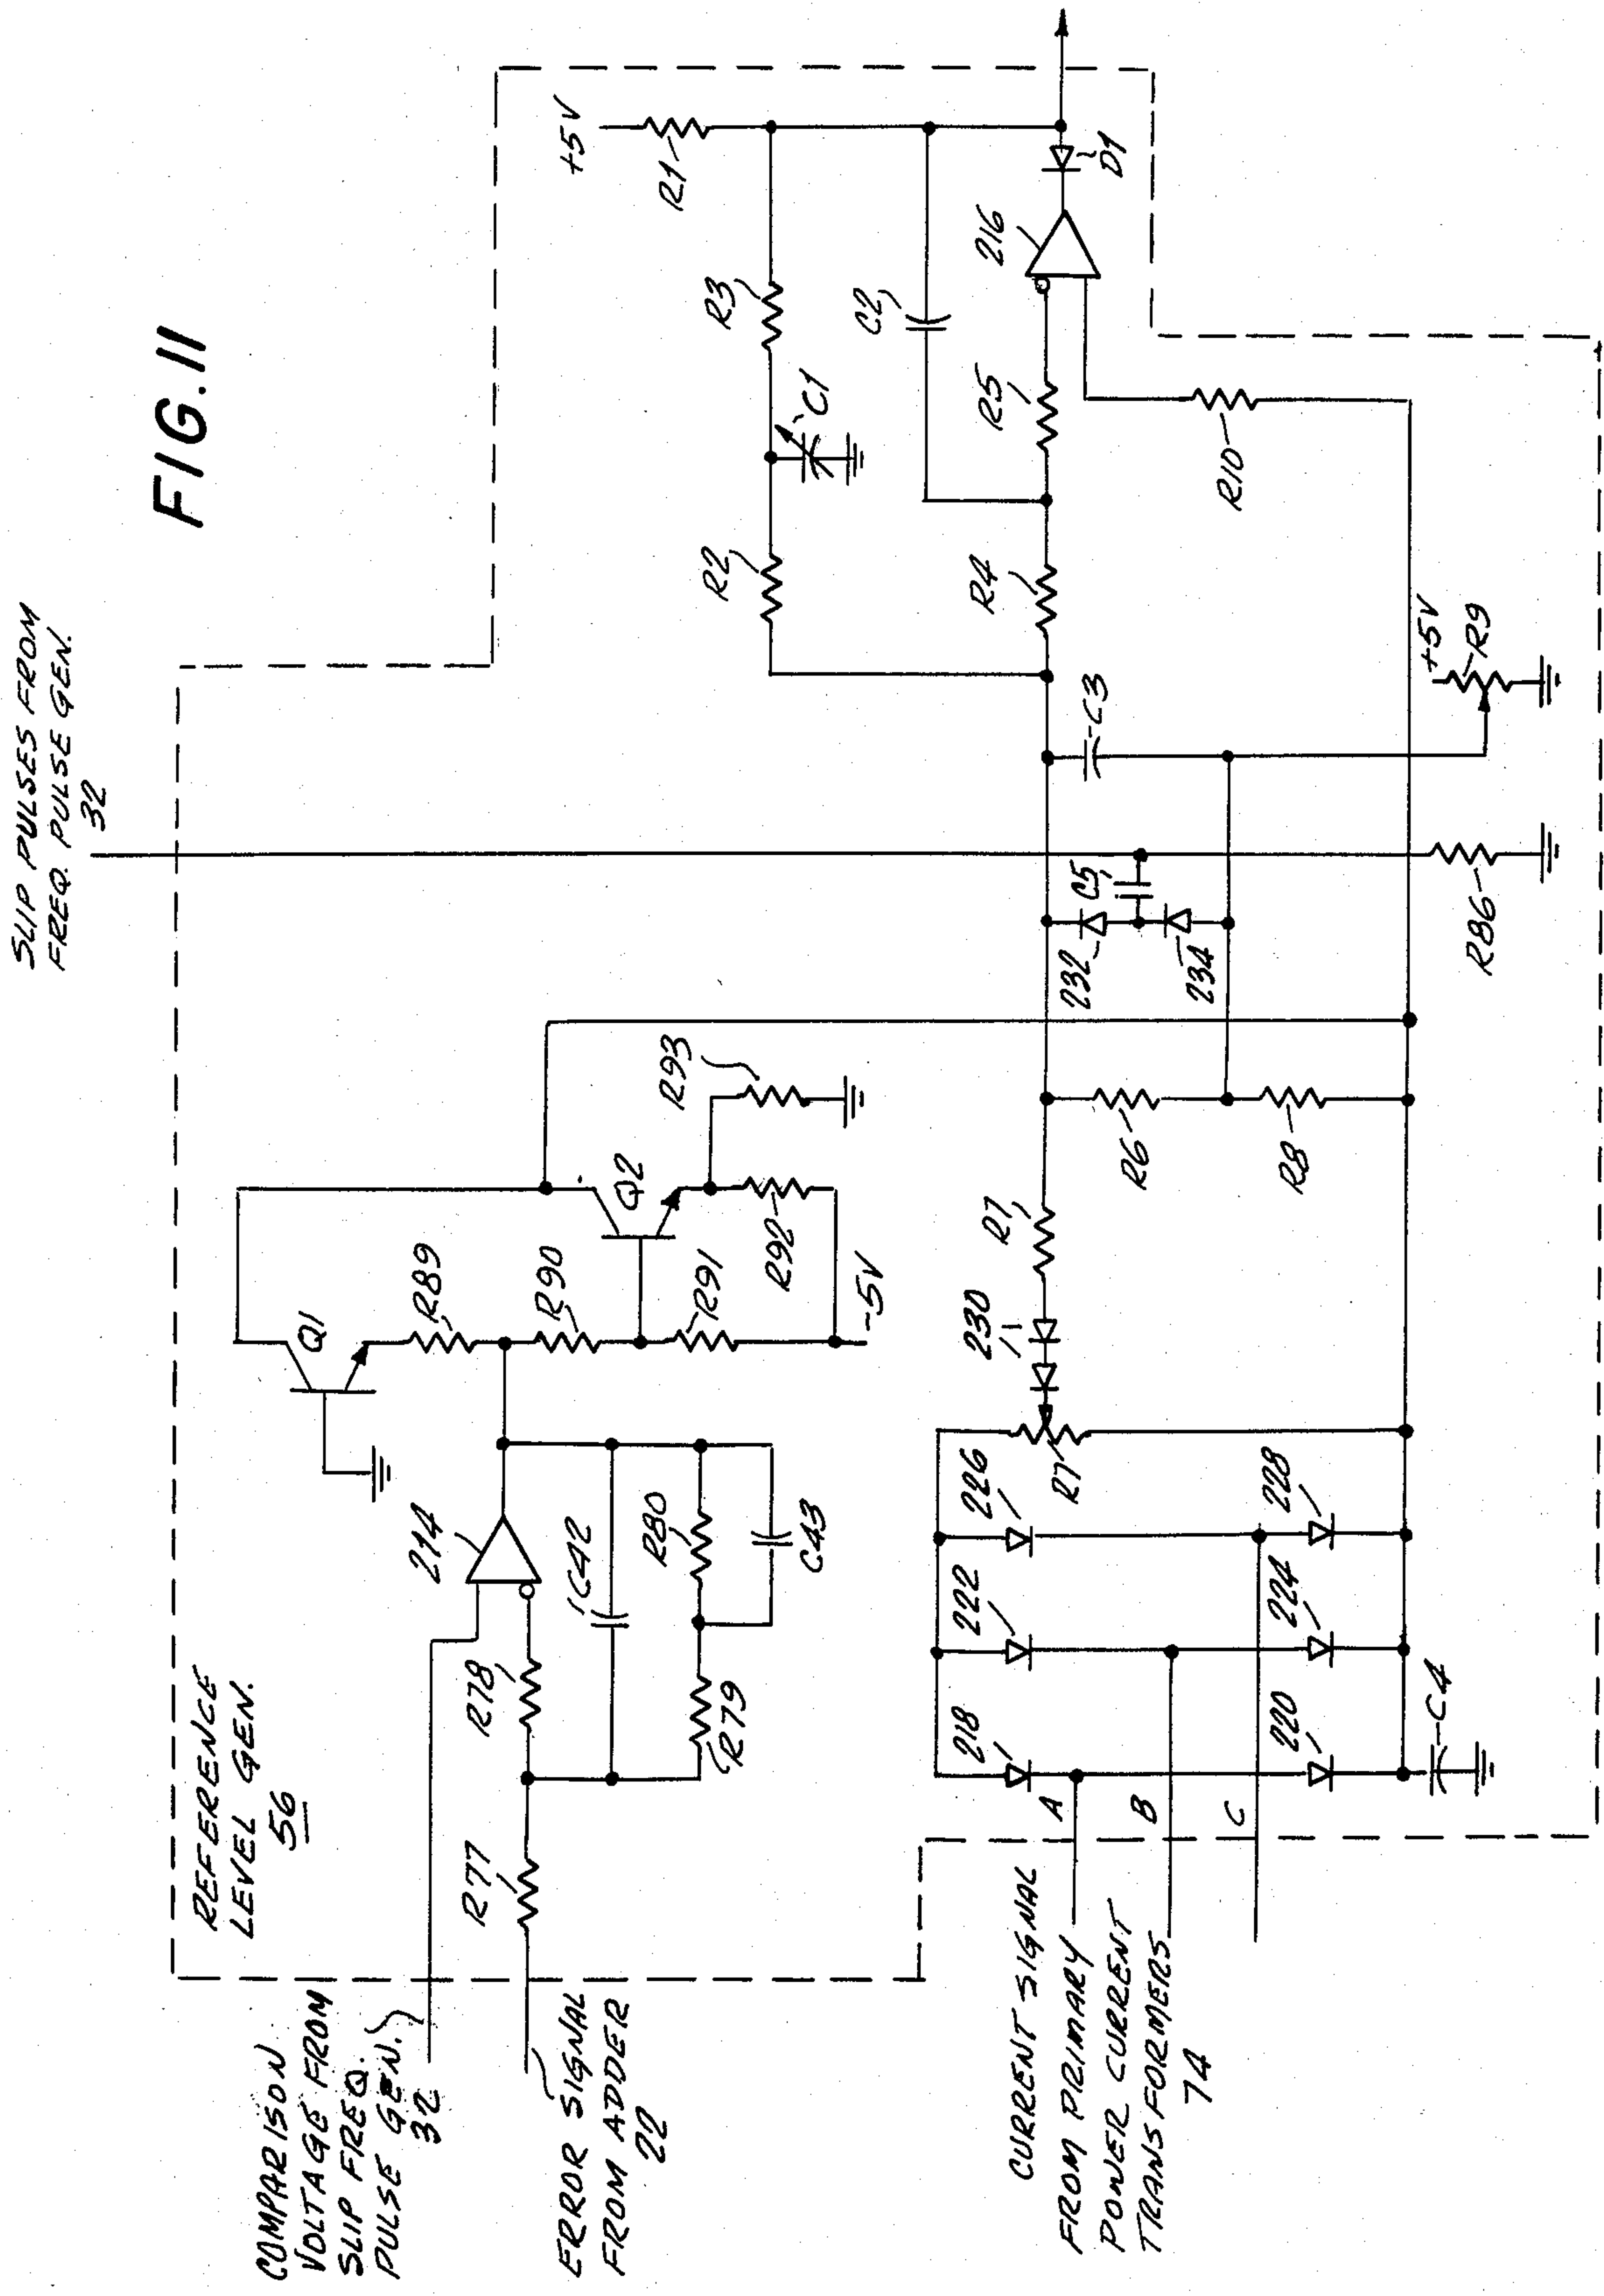 FIG. 11
SLIP PULSES FROM
FREQ. PULSE GEN.
32
REFERENCE
LEVEL GEN.
56
COMPARISON
VOLTAGE FROM
SLIP FREQ.
PULSE GEN.
32
ERROR SIGNAL
FROM ADDER
22
CURRENT SIGNAL
FROM PRIMARY
POWER CURRENT
TRANSFORMERS
74
A
B
C
R77
R78
214
C42
R79
R80
C43
Q1
R89
R90
R91
Q2
R92
R93
-5V
218
220
222
224
226
228
C4
R7
230
R7
R6
R8
232
234
C5
R86
C3
+5V
R9
R2
R4
C1
R3
C2
R5
R10
216
D1
R1
+5V